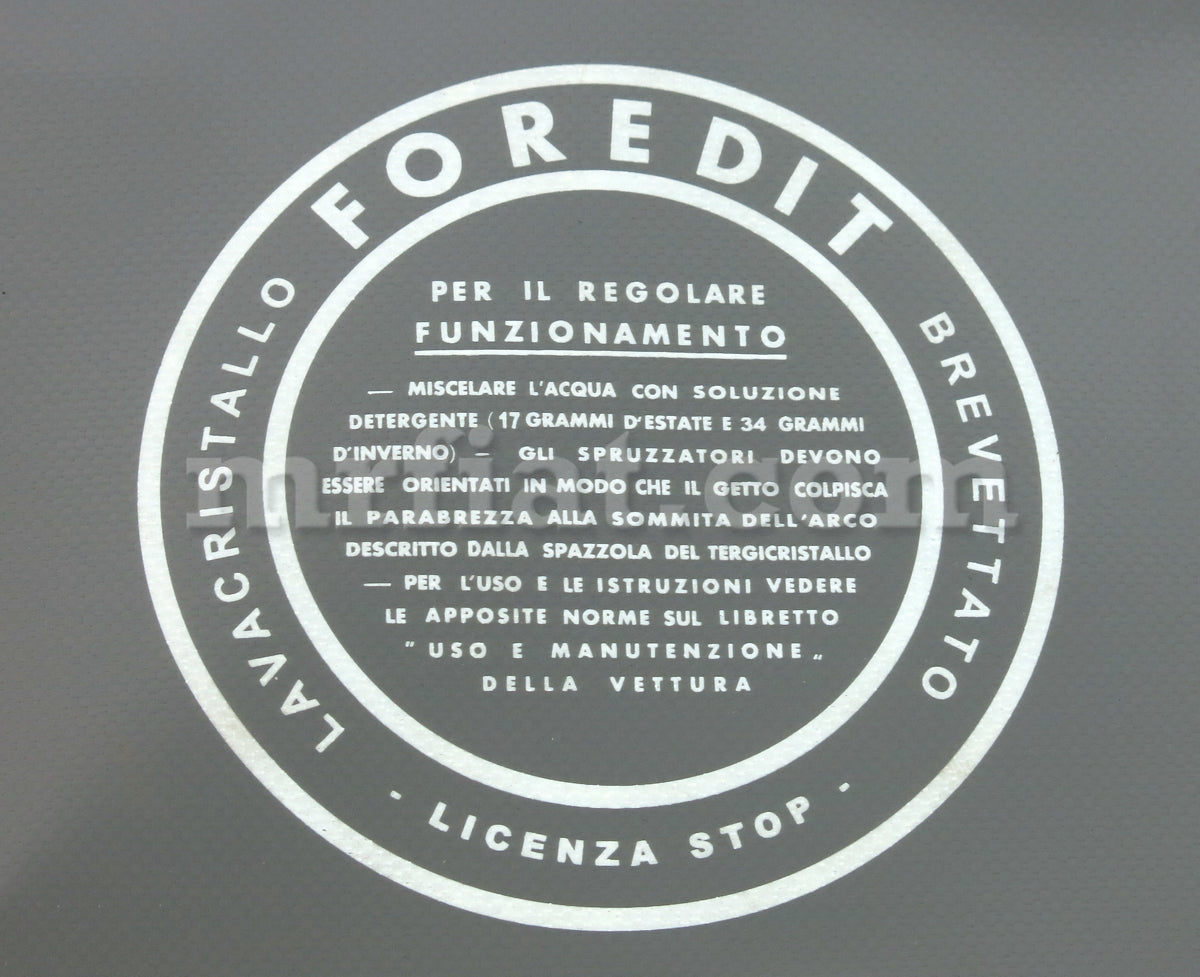 LAVACRISTALLO FOREDIT BREVETTATO
PER IL REGOLARE
FUNZIONAMENTO
— MISCELARE L'ACQUA CON SOLUZIONE
DETERGENTE (17 GRAMMI D'ESTATE E 34 GRAMMI
D'INVERNO) — GLI SPRUZZATORI DEVONO
ESSERE ORIENTATI IN MODO CHE IL GETTO COLPISCA
IL PARABREZZA ALLA SOMMITA DELL'ARCO
DESCRITTO DALLA SPAZZOLA DEL TERGICRISTALLO
— PER L'USO E LE ISTRUZIONI VEDERE
LE APPOSITE NORME SUL LIBRETTO
" USO E MANUTENZIONE „
DELLA VETTURA
- LICENZA STOP -
mrfiat.com